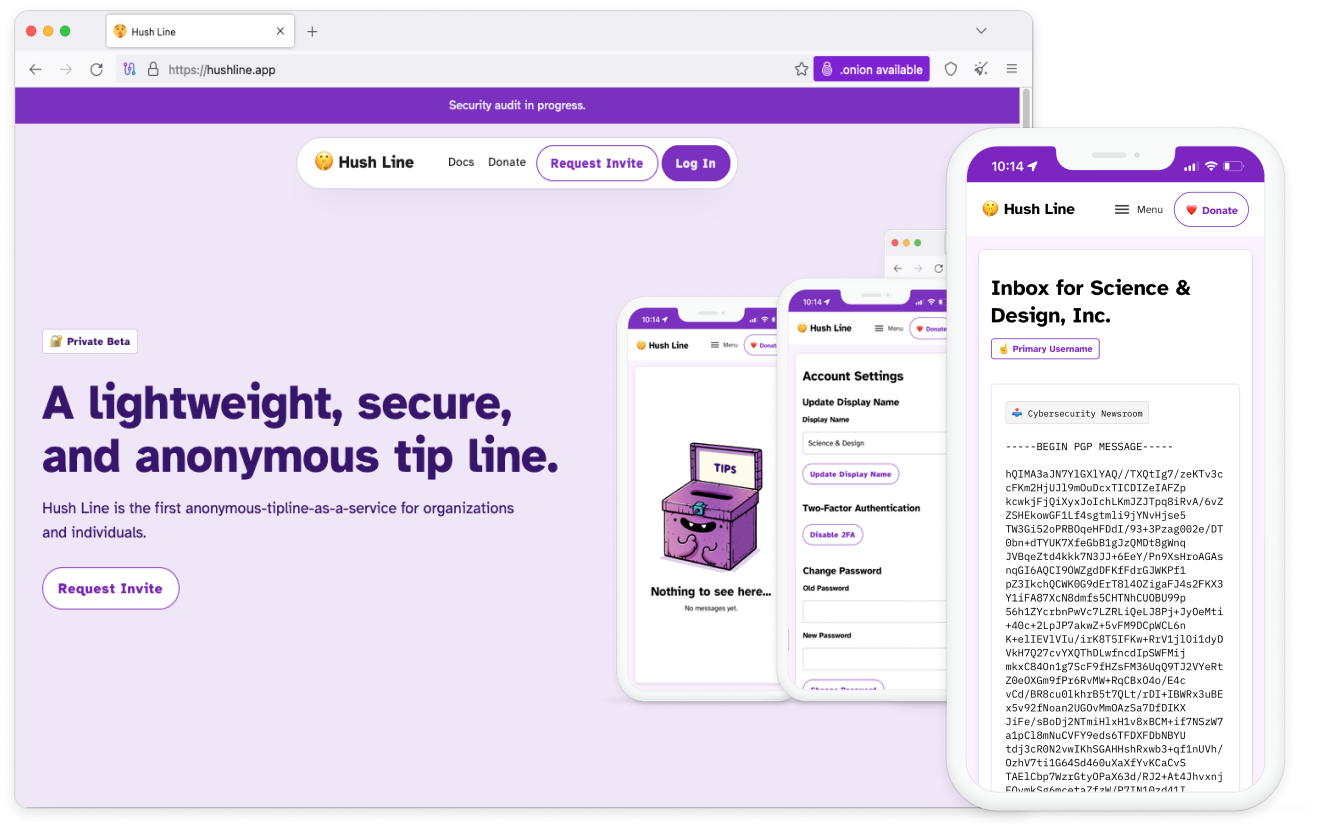 Hush Line
https://hushline.app
.onion available
Security audit in progress.
Hush Line
Docs
Donate
Request Invite
Log In
Private Beta
A lightweight, secure,
and anonymous tip line.
Hush Line is the first anonymous-tipline-as-a-service for organizations
and individuals.
Request Invite
10:14
Hush Line
Menu
TIPS
Nothing to see here...
No messages yet.
10:14
Hush Line
Menu
Account Settings
Update Display Name
Display Name
Science & Design
Update Display Name
Two-Factor Authentication
Disable 2FA
Change Password
Old Password
New Password
Change Password
10:14
Hush Line
Menu
Donate
Inbox for Science &
Design, Inc.
Primary Username
Cybersecurity Newsroom
-----BEGIN PGP MESSAGE-----
hQIMA3aJN7YlGXlYAQ//TXQtIg7/zeKTv3c
cFKm2HjUJl9mOuDcxTICDIZeIAFZp
kcwkjFjQiXyxJoIchLKmJZJTpq8iRvA/6vZ
ZSHEkowGF1Lf4sgtmli9jYNvHjse5
TW3Gi52oPRBOqeHFDdI/93+3Pzag002e/DT
0bn+dTYUK7XfeGbB1gJzQMDt8gWnq
JVBqeZtd4kkk7N3JJ+6EeY/Pn9XsHroAGAs
nqGI6AQCI9OWZgdDFKfFdrGJWKPf1
pZ3IkchQCWK0G9dErT8l4OZigaFJ4s2FKX3
Y1iFA87XcN8dmfs5CHTNhCUOBU99p
56h1ZYcrbnPwVc7LZRLiQeLJ8Pj+JyOeMti
+40c+2LpJP7akwZ+5vFM9DCpWCL6n
K+elIEVlVIu/irK8T5IFKw+RrV1jlOi1dyD
VkH7Q27cvYXQThDLwfncdIpSWFMij
mkxC84On1g7ScF9fHZsFM36UqQ9TJ2VYeRt
Z0eOXGm9fPr6RvMW+RqCBxO4o/E4c
vCd/BR8cu0lkhrB5t7QLt/rDI+IBWRx3uBE
x5v92fNoan2UGOvMmOAzSa7DfDIKX
JiFe/sBoDj2NTmiHlxH1v8xBCM+if7NSzW7
a1pCl8mNuCVFY9eds6TFDXFDbNBYU
tdj3cR0N2vwIKhSGAHHshRxwb3+qf1nUVh/
OzhV7ti1G64Sd460uXaXfYvKCaCvS
TAElCbp7WzrGtyOPaX63d/RJ2+At4Jhvxnj